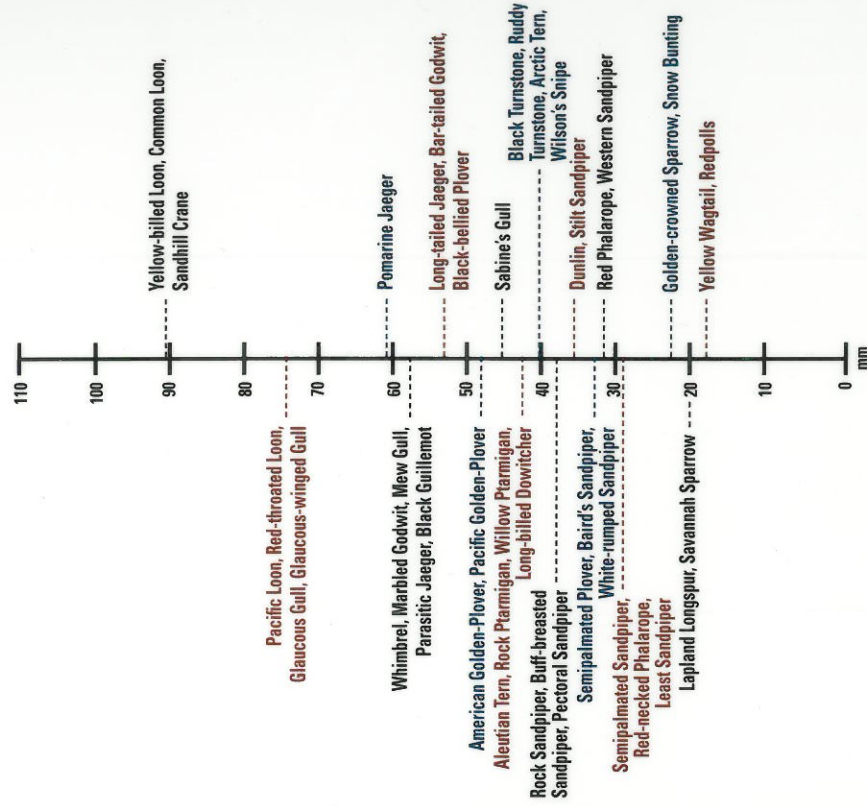 Pacific Loon, Red-throated Loon,
Glaucous Gull, Glaucous-winged Gull
Whimbrel, Marbled Godwit, Mew Gull,
Parasitic Jaeger, Black Guillemot
American Golden-Plover, Pacific Golden-Plover
Aleutian Tern, Rock Ptarmigan, Willow Ptarmigan,
Long-billed Dowitcher
Rock Sandpiper, Buff-breasted
Sandpiper, Pectoral Sandpiper
Semipalmated Plover, Baird's Sandpiper,
White-rumped Sandpiper
Semipalmated Sandpiper,
Red-necked Phalarope,
Least Sandpiper
Lapland Longspur, Savannah Sparrow
110
100
90
80
70
60
50
40
30
20
10
0
mm
Yellow-billed Loon, Common Loon,
Sandhill Crane
Pomarine Jaeger
Long-tailed Jaeger, Bar-tailed Godwit,
Black-bellied Plover
Sabine's Gull
Black Turnstone, Ruddy
Turnstone, Arctic Tern,
Wilson's Snipe
Dunlin, Stilt Sandpiper
Red Phalarope, Western Sandpiper
Golden-crowned Sparrow, Snow Bunting
Yellow Wagtail, Redpolls